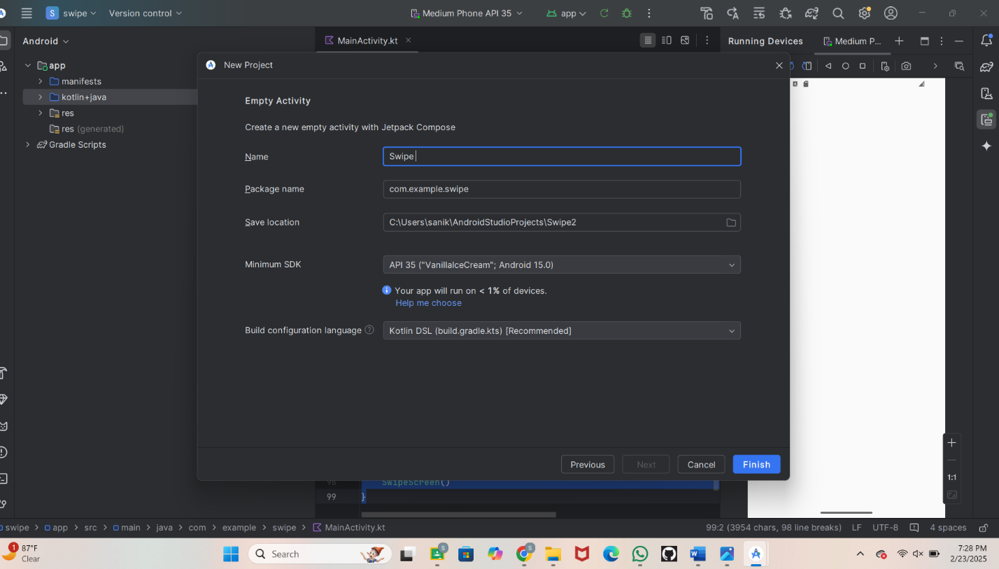 S swipe Version control Medium Phone API 35 app
Android MainActivity.kt Running Devices Medium P...
New Project
app
manifests
kotlin+java
res
res (generated)
Gradle Scripts
Empty Activity
Create a new empty activity with Jetpack Compose
Name Swipe
Package name com.example.swipe
Save location C:\Users\sanik\AndroidStudioProjects\Swipe2
Minimum SDK API 35 ("VanillaIceCream"; Android 15.0)
Your app will run on < 1% of devices.
Help me choose
Build configuration language ? Kotlin DSL (build.gradle.kts) [Recommended]
Previous Next Cancel Finish
1:1
98 SwipeScreen()
99 }
swipe > app > src > main > java > com > example > swipe > MainActivity.kt 99:2 (3954 chars, 98 line breaks) LF UTF-8 4 spaces
1 87°F
Clear
Search
S
S
W
7:28 PM
2/23/2025